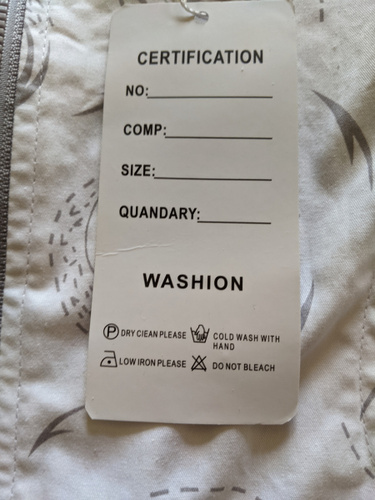 CERTIFICATION
NO:
COMP:
SIZE:
QUANDARY:
WASHION
P DRY CIEAN PLEASE COLD WASH WITH HAND
LOW IRON PLEASE DO NOT BLEACH